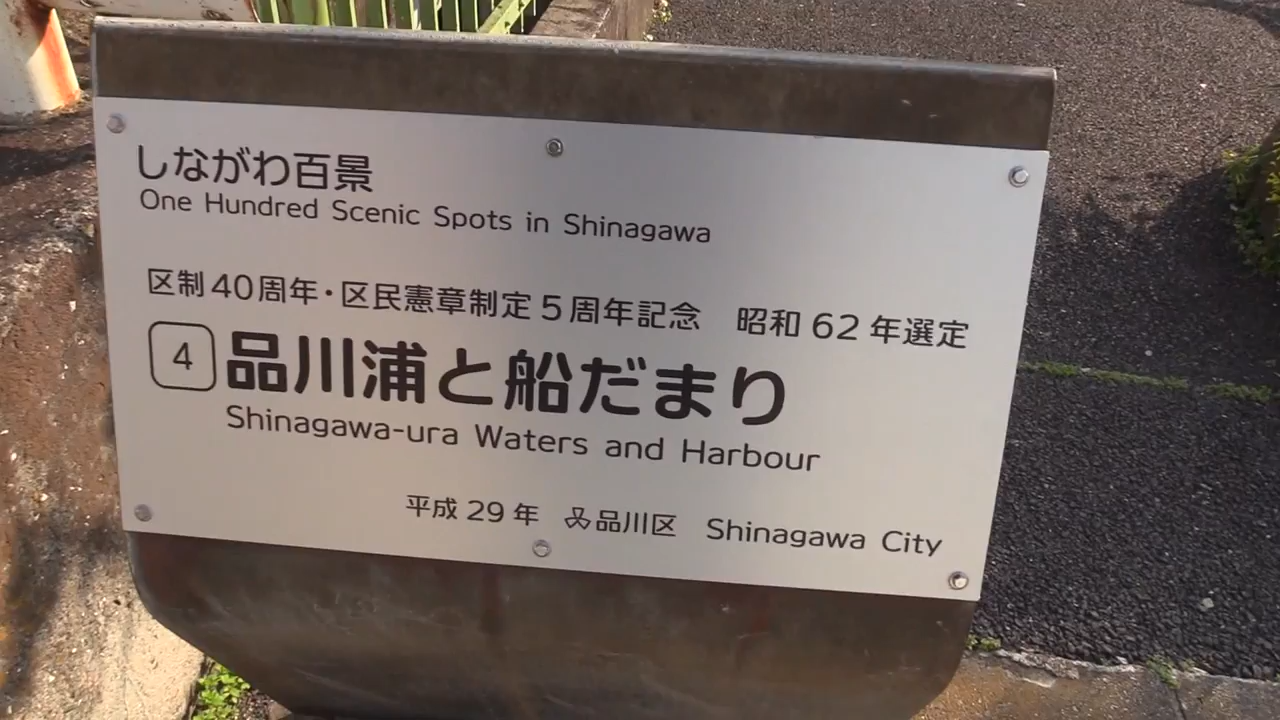 しながわ百景
One Hundred Scenic Spots in Shinagawa
区制40周年・区民憲章制定5周年記念　昭和62年選定
4 品川浦と船だまり
Shinagawa-ura Waters and Harbour
平成29年 品川区 Shinagawa City